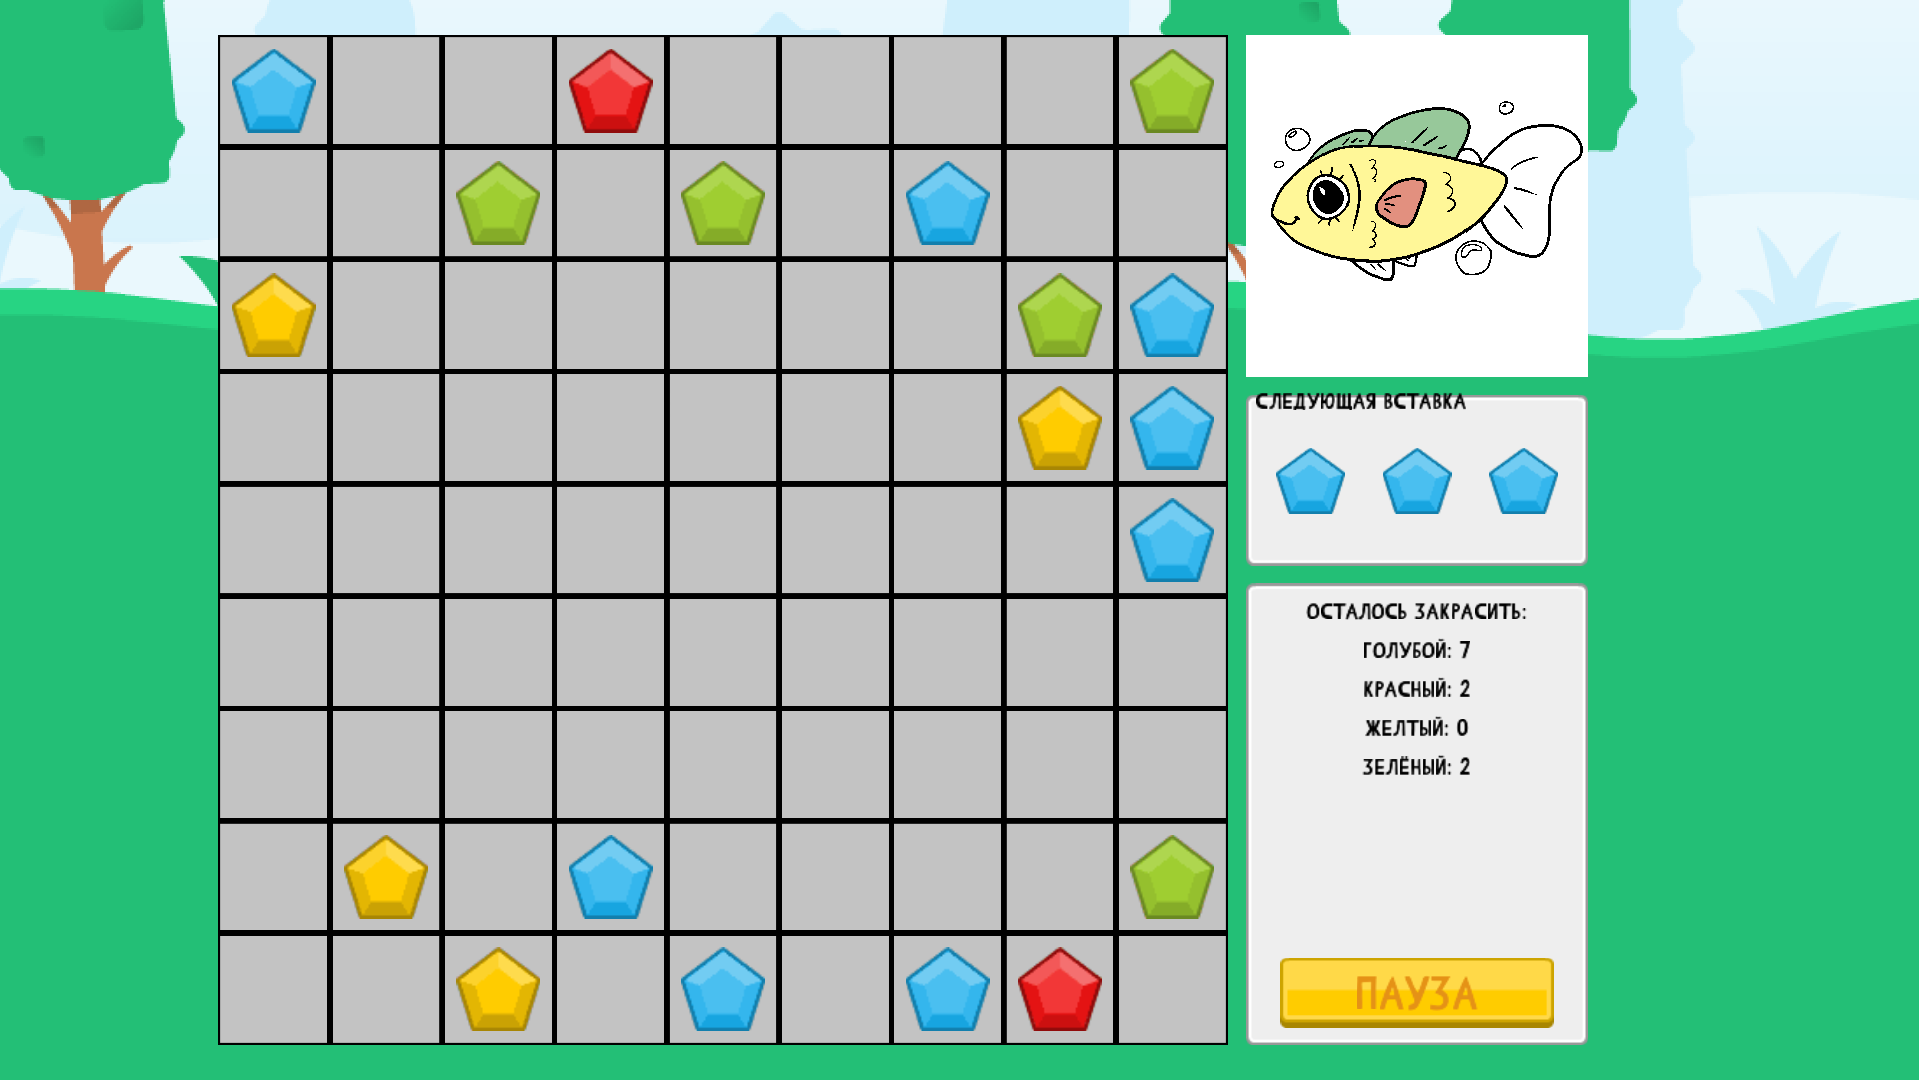 СЛЕДУЮЩАЯ ВСТАВКА
ОСТАЛОСЬ ЗАКРАСИТЬ:
ГОЛУБОЙ: 7
КРАСНЫЙ: 2
ЖЕЛТЫЙ: 0
ЗЕЛЁНЫЙ: 2
ПАУЗА